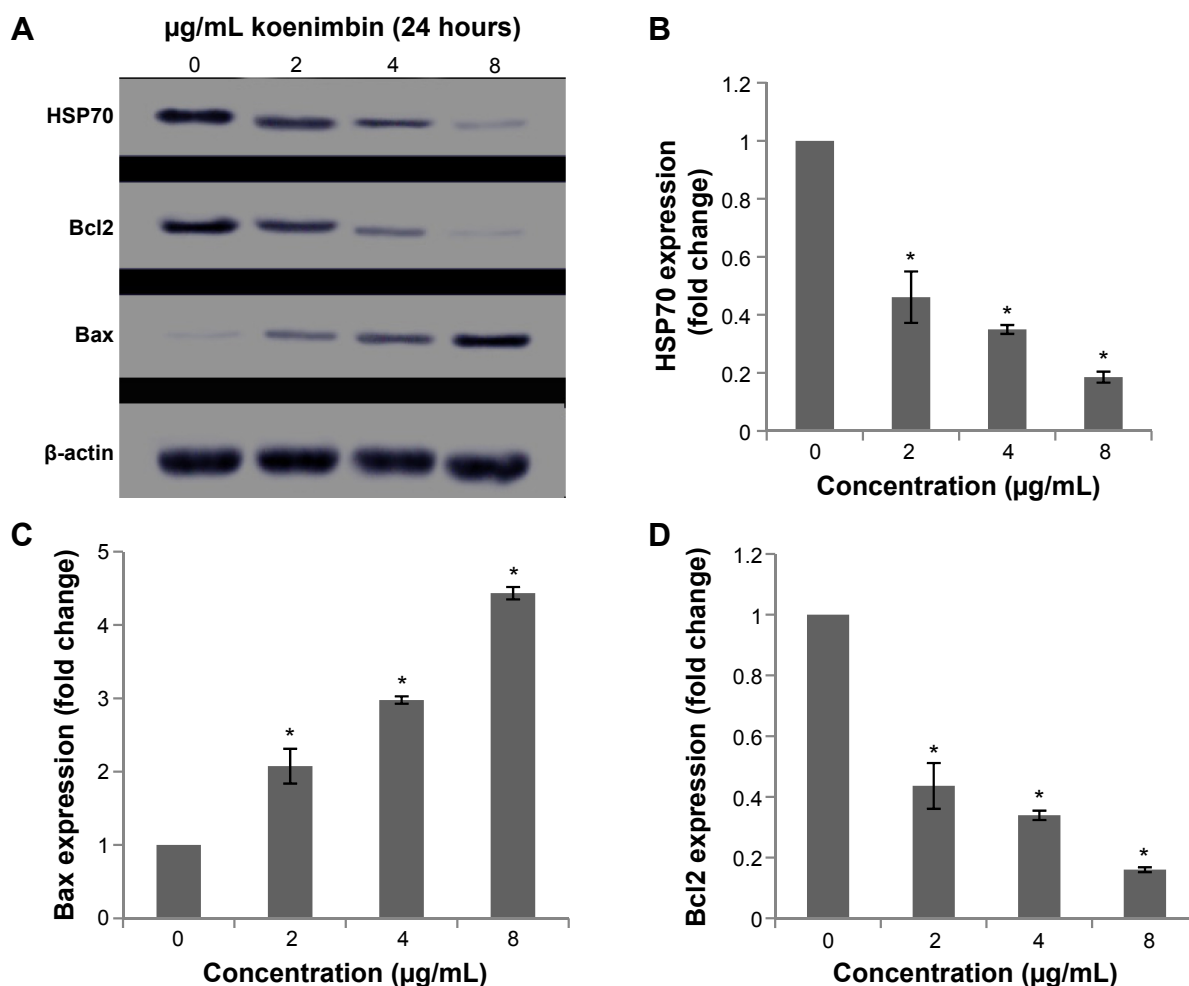 A
µg/mL koenimbin (24 hours)
0 2 4 8
HSP70
Bcl2
Bax
β-actin
B
HSP70 expression
(fold change)
1.2
1
0.8
0.6
0.4
0.2
0
* * *
0 2 4 8
Concentration (µg/mL)
C
Bax expression (fold change)
5
4
3
2
1
0
* * *
0 2 4 8
Concentration (µg/mL)
D
Bcl2 expression (fold change)
1.2
1
0.8
0.6
0.4
0.2
0
* * *
0 2 4 8
Concentration (µg/mL)